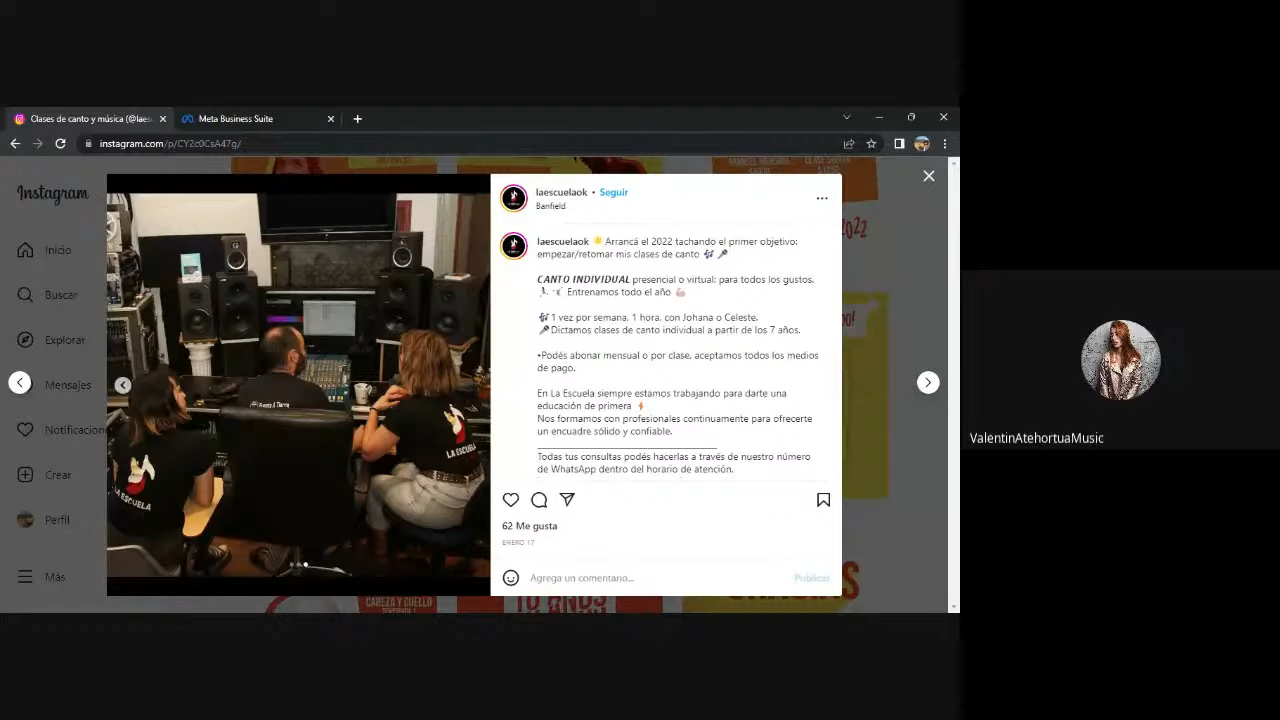 Clases de canto y música (@laes
Meta Business Suite
instagram.com/p/CY2c0CsA47g/
Instagram
Inicio
Buscar
Explorar
Mensajes
Notificacion
Crear
Perfil
Más
LA ESCUELA
LA ESCUELA
laescuelaok • Seguir
Banfield
laescuelaok 🌟 Arrancá el 2022 tachando el primer objetivo:
empezar/retomar mis clases de canto 🎶 🎤
CANTO INDIVIDUAL presencial o virtual: para todos los gustos.
Entrenamos todo el año 💪🏼
🎶 1 vez por semana, 1 hora, con Johana o Celeste.
🎤Dictamos clases de canto individual a partir de los 7 años.
•Podés abonar mensual o por clase, aceptamos todos los medios
de pago.
En La Escuela siempre estamos trabajando para darte una
educación de primera ⚡
Nos formamos con profesionales continuamente para ofrecerte
un encuadre sólido y confiable.
Todas tus consultas podés hacerlas a través de nuestro número
de WhatsApp dentro del horario de atención.
62 Me gusta
ENERO 17
Agrega un comentario...
Publicar
2022
CABEZA Y CUELLO
10 AÑOS
ValentinAtehortuaMusic